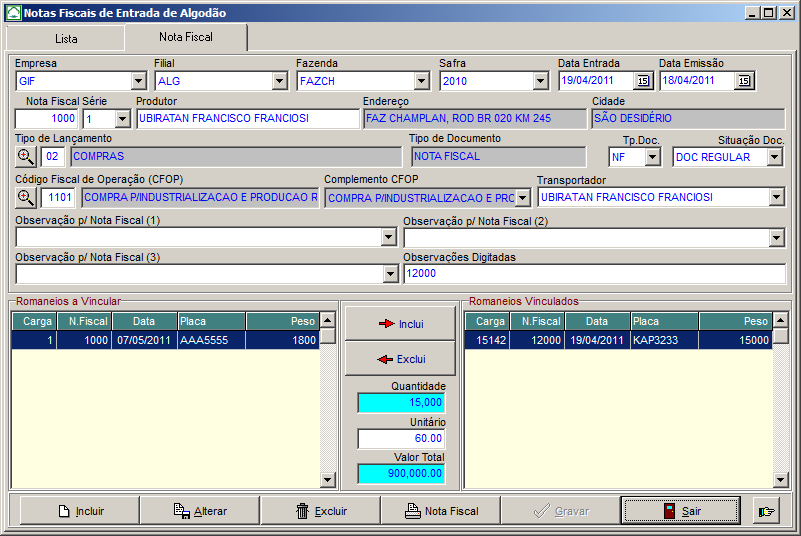 Notas Fiscais de Entrada de Algodão
Lista Nota Fiscal
Empresa Filial Fazenda Safra Data Entrada Data Emissão
GIF ALG FAZCH 2010 19/04/2011 15 18/04/2011 15
Nota Fiscal Série Produtor Endereço Cidade
1000 1 UBIRATAN FRANCISCO FRANCIOSI FAZ CHAMPLAN, ROD BR 020 KM 245 SÃO DESIDÉRIO
Tipo de Lançamento Tipo de Documento Tp.Doc. Situação Doc.
02 COMPRAS NOTA FISCAL NF DOC REGULAR
Código Fiscal de Operação (CFOP) Complemento CFOP Transportador
1101 COMPRA P/INDUSTRIALIZACAO E PRODUCAO R COMPRA P/INDUSTRIALIZACAO E PRO UBIRATAN FRANCISCO FRANCIOSI
Observação p/ Nota Fiscal (1) Observação p/ Nota Fiscal (2)
Observação p/ Nota Fiscal (3) Observações Digitadas
12000
Romaneios a Vincular
Carga N.Fiscal Data Placa Peso
1 1000 07/05/2011 AAA5555 1800
Inclui
Exclui
Quantidade
15,000
Unitário
60.00
Valor Total
900,000.00
Romaneios Vinculados
Carga N.Fiscal Data Placa Peso
15142 12000 19/04/2011 KAP3233 15000
Incluir Alterar Excluir Nota Fiscal Gravar Sair